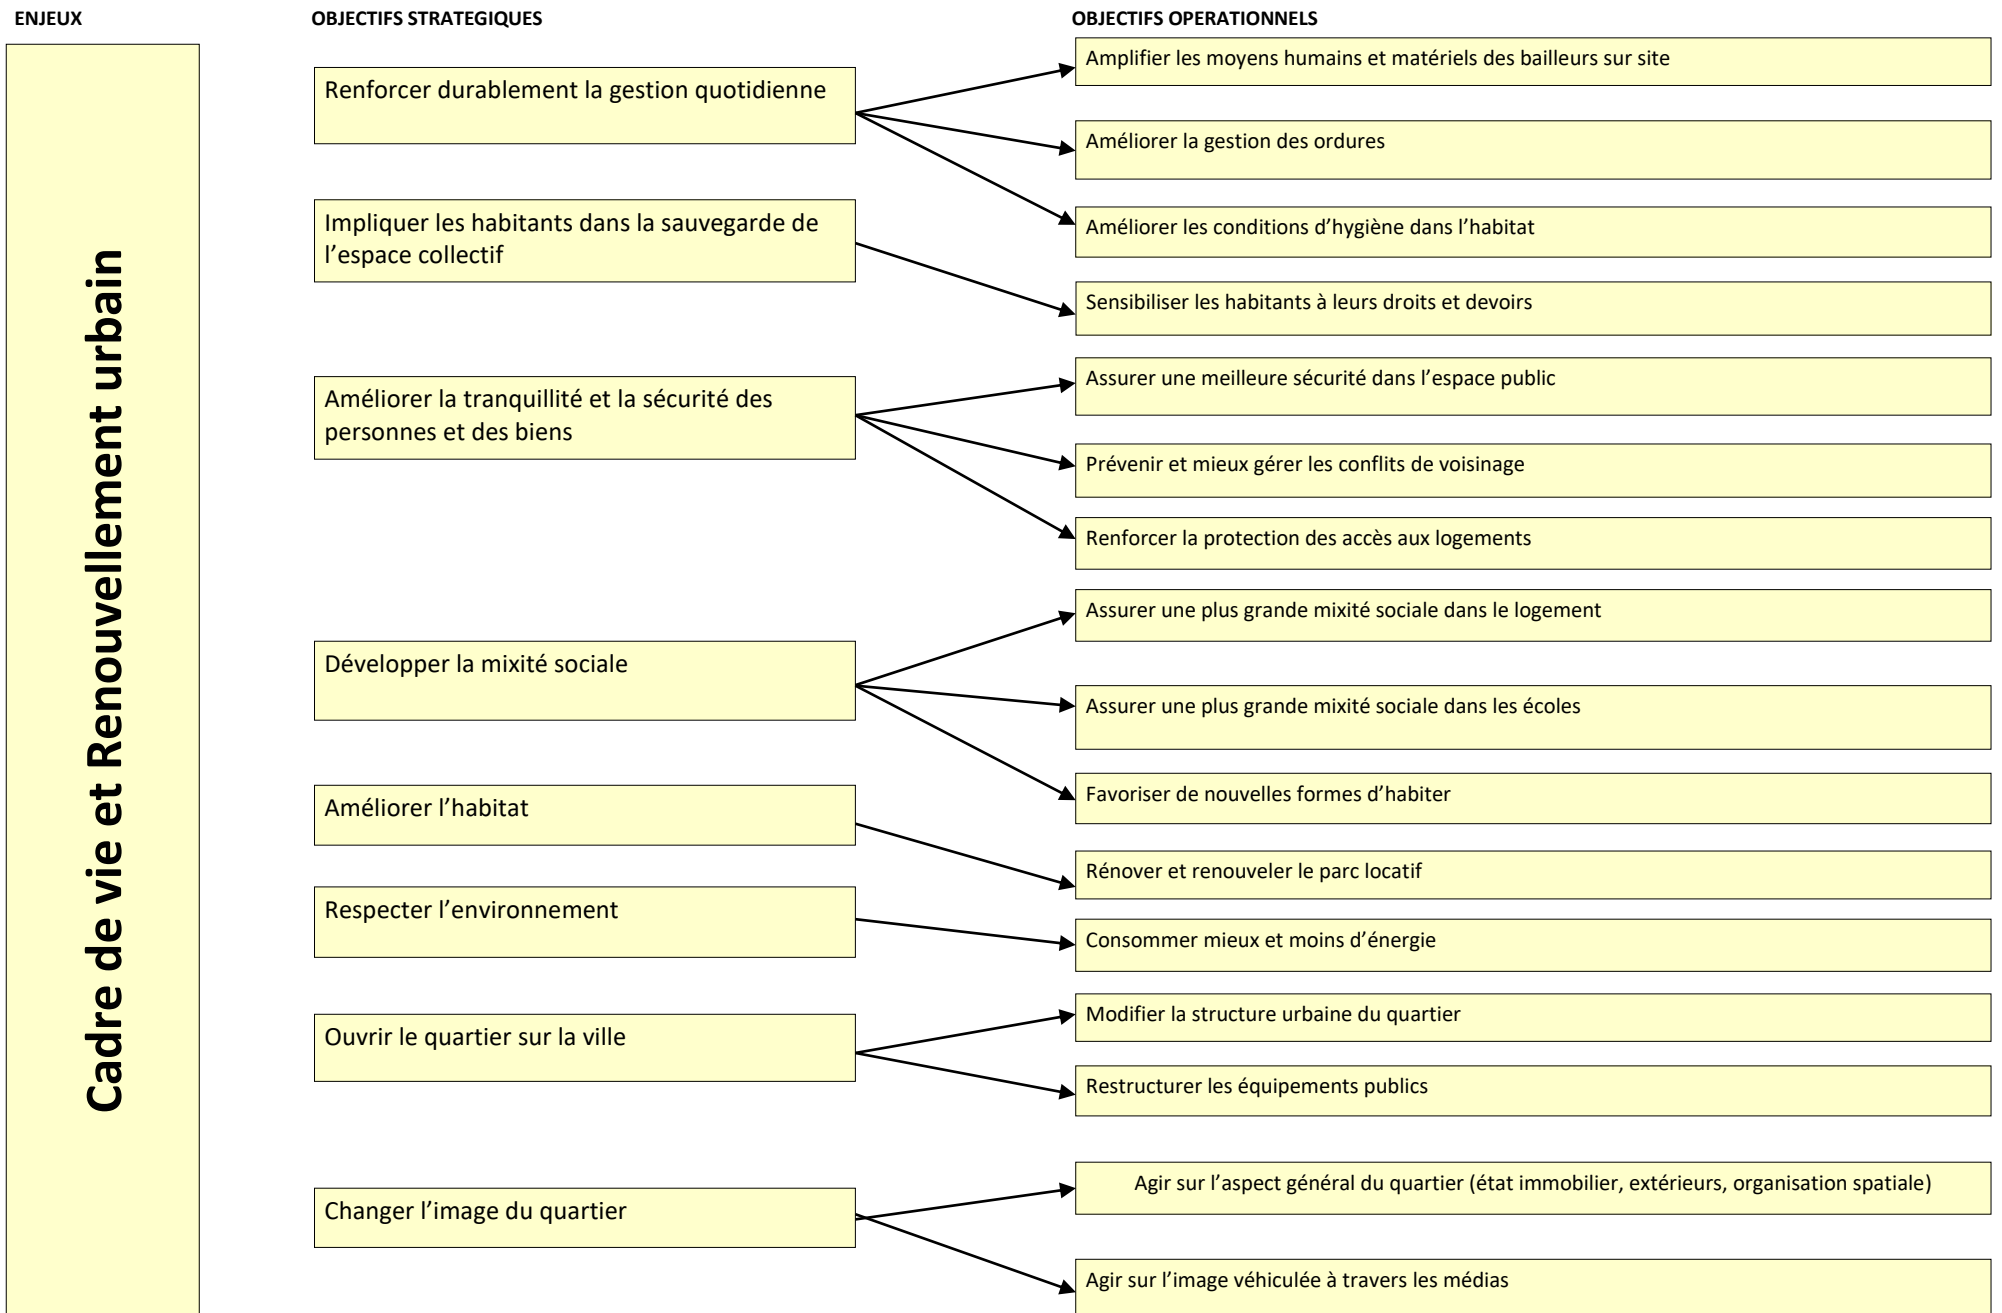 ENJEUX
OBJECTIFS STRATEGIQUES
OBJECTIFS OPERATIONNELS
Cadre de vie et Renouvellement urbain
Renforcer durablement la gestion quotidienne
Impliquer les habitants dans la sauvegarde de
l’espace collectif
Améliorer la tranquillité et la sécurité des
personnes et des biens
Développer la mixité sociale
Améliorer l’habitat
Respecter l’environnement
Ouvrir le quartier sur la ville
Changer l’image du quartier
Amplifier les moyens humains et matériels des bailleurs sur site
Améliorer la gestion des ordures
Améliorer les conditions d’hygiène dans l’habitat
Sensibiliser les habitants à leurs droits et devoirs
Assurer une meilleure sécurité dans l’espace public
Prévenir et mieux gérer les conflits de voisinage
Renforcer la protection des accès aux logements
Assurer une plus grande mixité sociale dans le logement
Assurer une plus grande mixité sociale dans les écoles
Favoriser de nouvelles formes d’habiter
Rénover et renouveler le parc locatif
Consommer mieux et moins d’énergie
Modifier la structure urbaine du quartier
Restructurer les équipements publics
Agir sur l’aspect général du quartier (état immobilier, extérieurs, organisation spatiale)
Agir sur l’image véhiculée à travers les médias